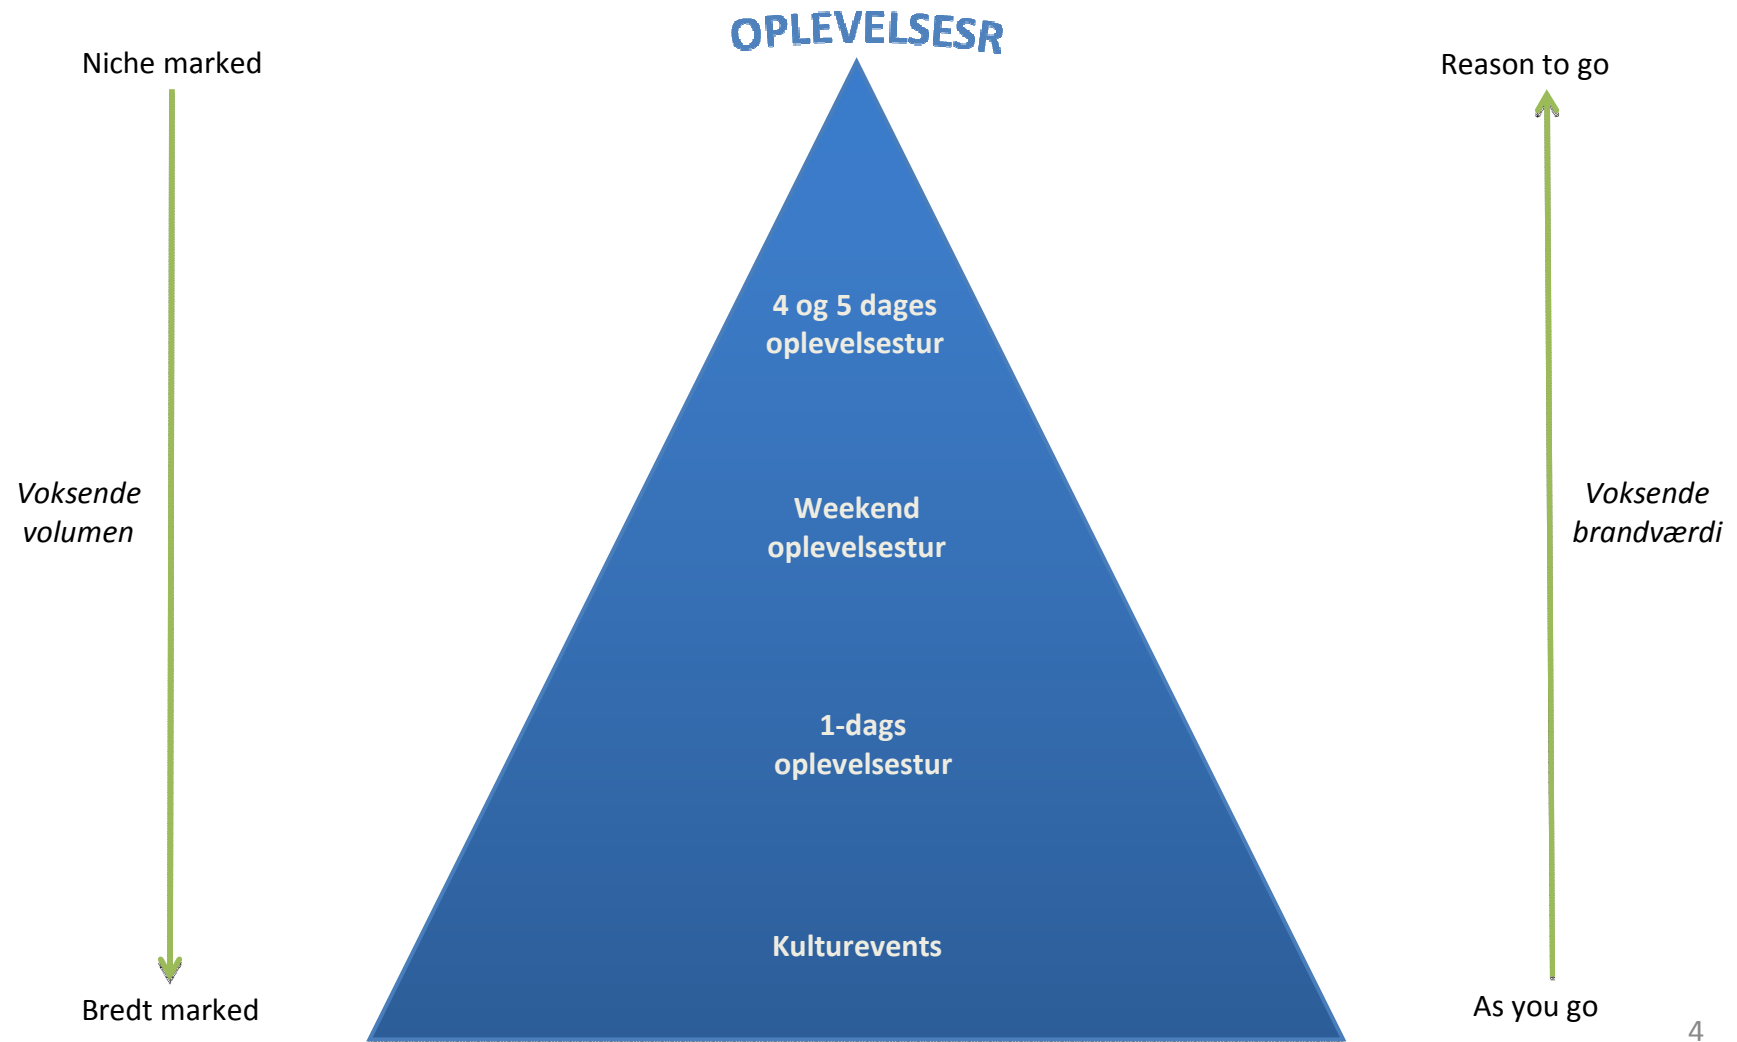 OPLEVELSESR
Niche marked
Reason to go
4 og 5 dages
oplevelsestur
Voksende
volumen
Weekend
oplevelsestur
Voksende
brandværdi
1-dags
oplevelsestur
Kulturevents
Bredt marked
As you go
4